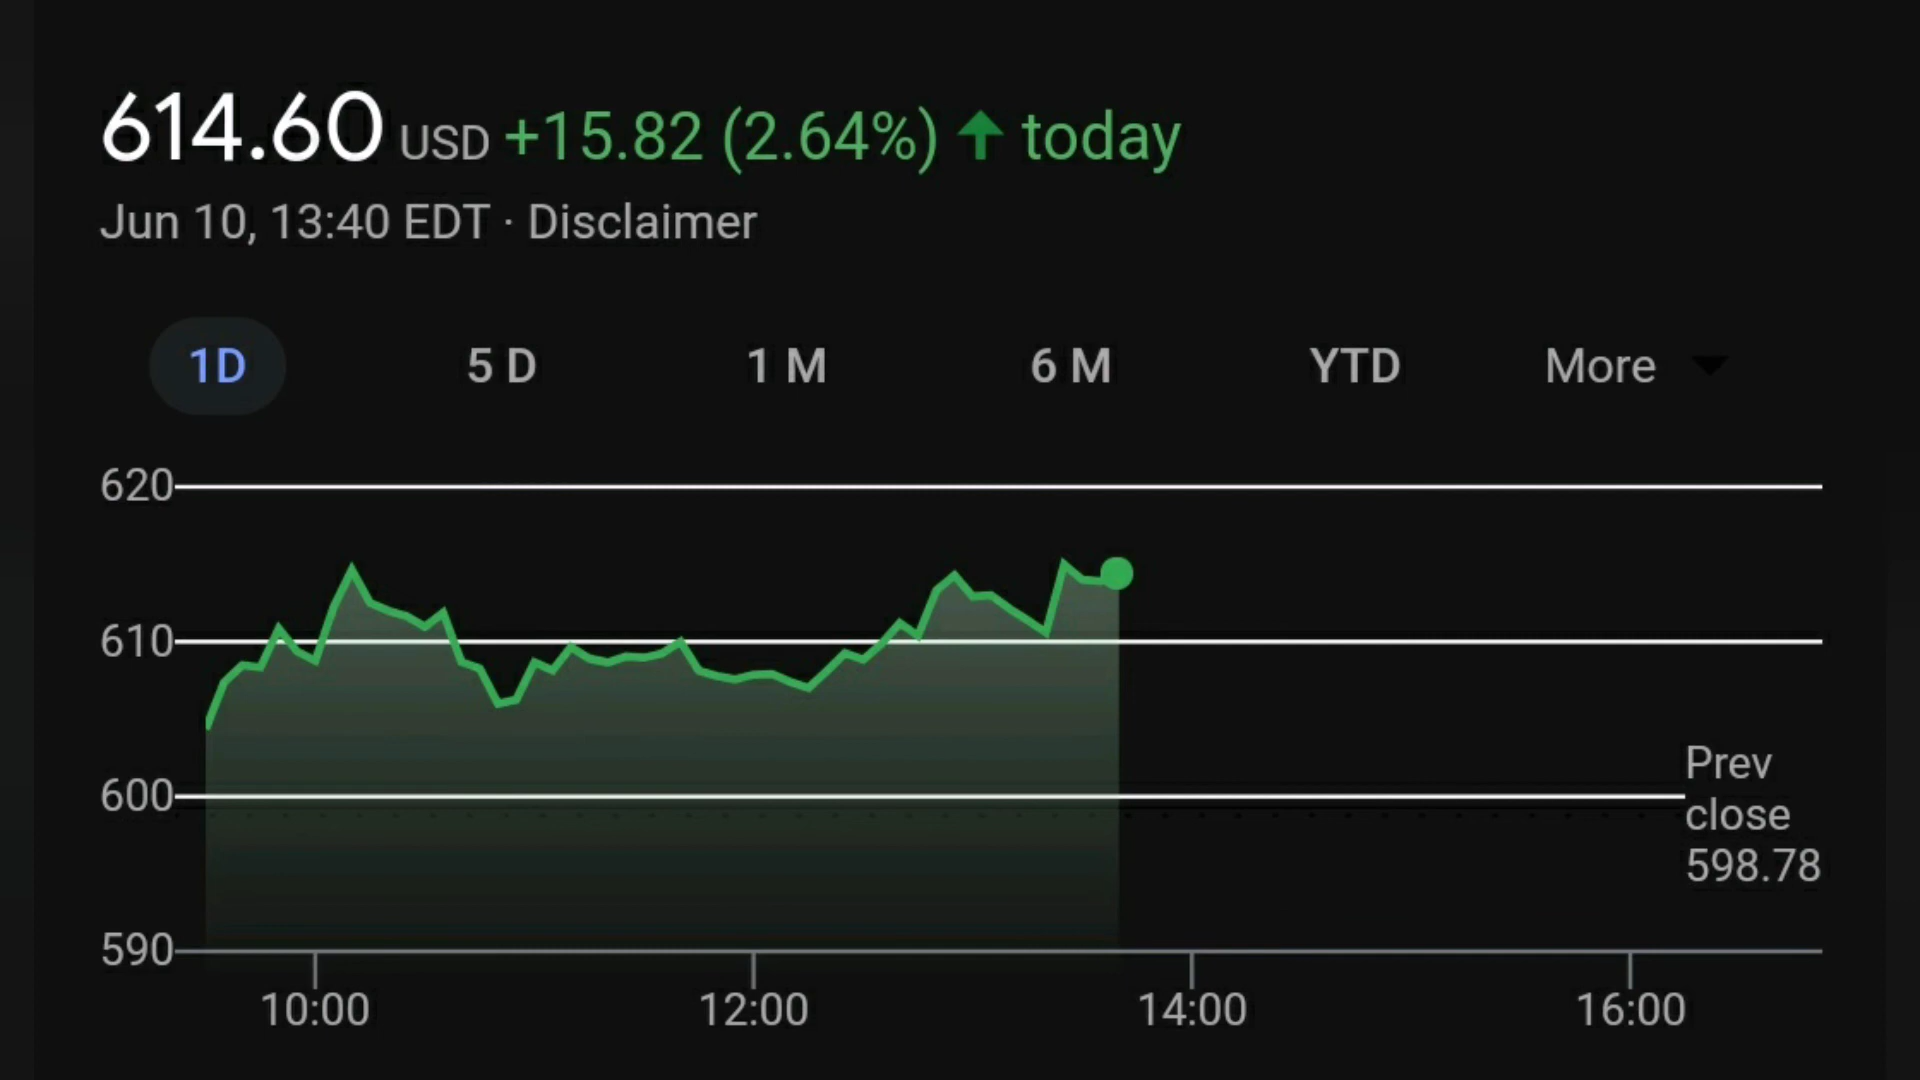 614.60 USD +15.82 (2.64%) ↑ today
Jun 10, 13:40 EDT · Disclaimer
1D 5 D 1 M 6 M YTD More
620
610
600
Prev
close
598.78
590
10:00 12:00 14:00 16:00